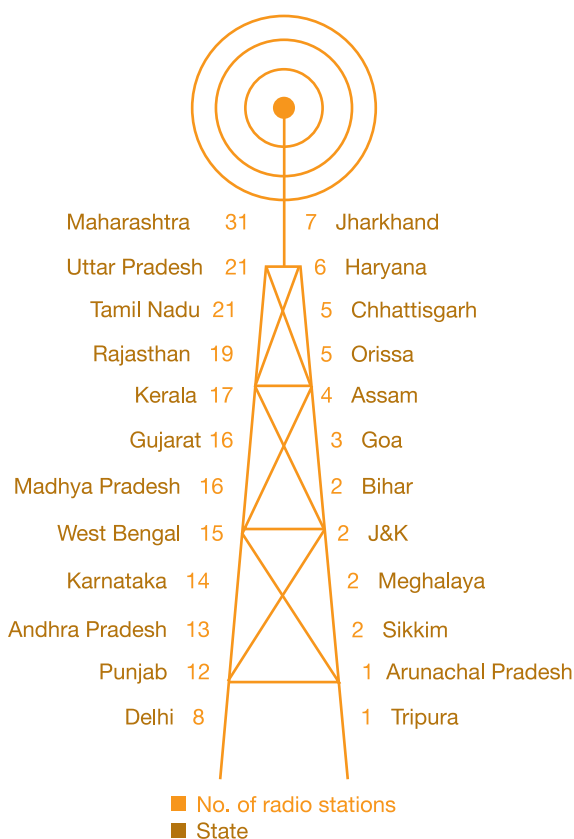 Maharashtra 31 7 Jharkhand
Uttar Pradesh 21 6 Haryana
Tamil Nadu 21 5 Chhattisgarh
Rajasthan 19 5 Orissa
Kerala 17 4 Assam
Gujarat 16 3 Goa
Madhya Pradesh 16 2 Bihar
West Bengal 15 2 J&K
Karnataka 14 2 Meghalaya
Andhra Pradesh 13 2 Sikkim
Punjab 12 1 Arunachal Pradesh
Delhi 8 1 Tripura
No. of radio stations
State